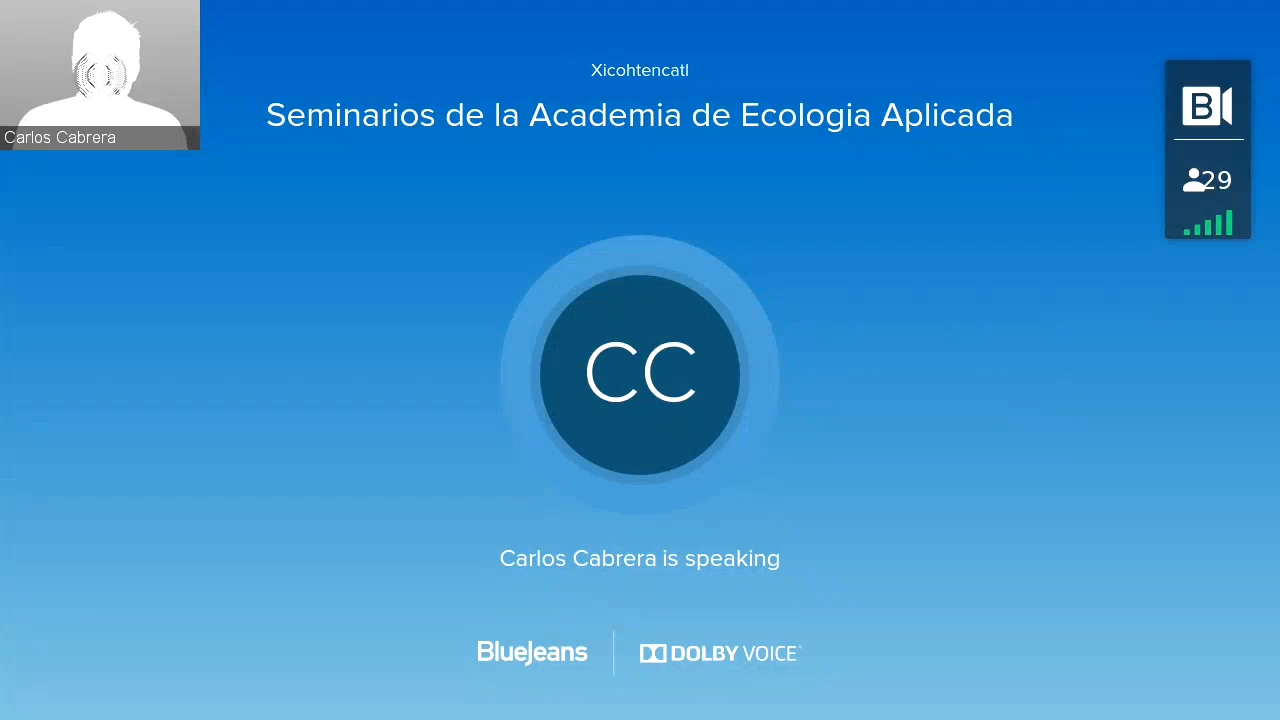 Carlos Cabrera
Xicohtencatl
Seminarios de la Academia de Ecologia Aplicada
B
29
CC
Carlos Cabrera is speaking
BlueJeans
DOLBY VOICE